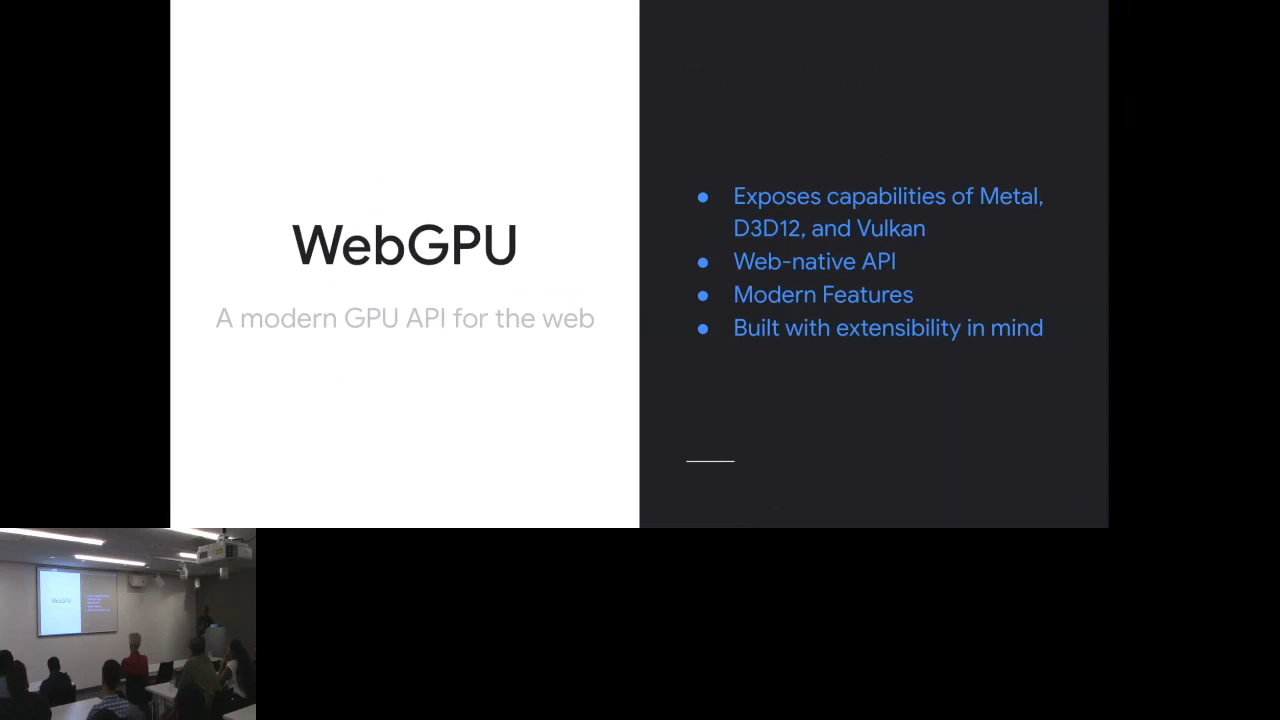 WebGPU
A modern GPU API for the web
● Exposes capabilities of Metal,
D3D12, and Vulkan
● Web-native API
● Modern Features
● Built with extensibility in mind
WebGPU